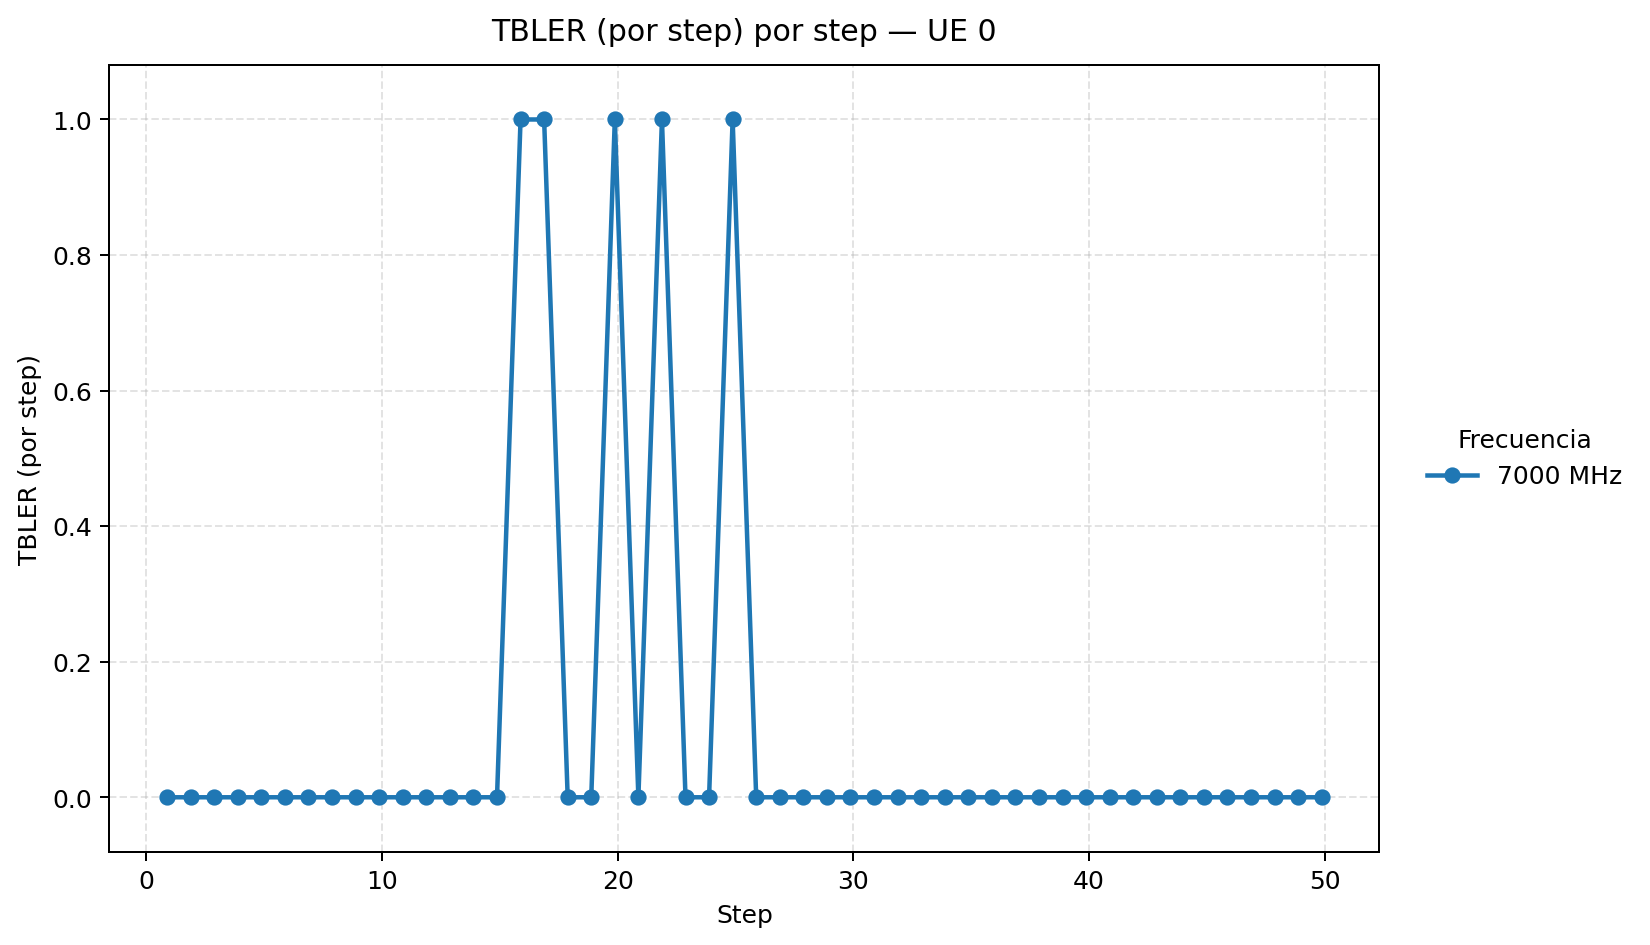 TBLER (por step) por step — UE 0
TBLER (por step)
1.0
0.8
0.6
0.4
0.2
0.0
0 10 20 30 40 50
Step
Frecuencia
7000 MHz